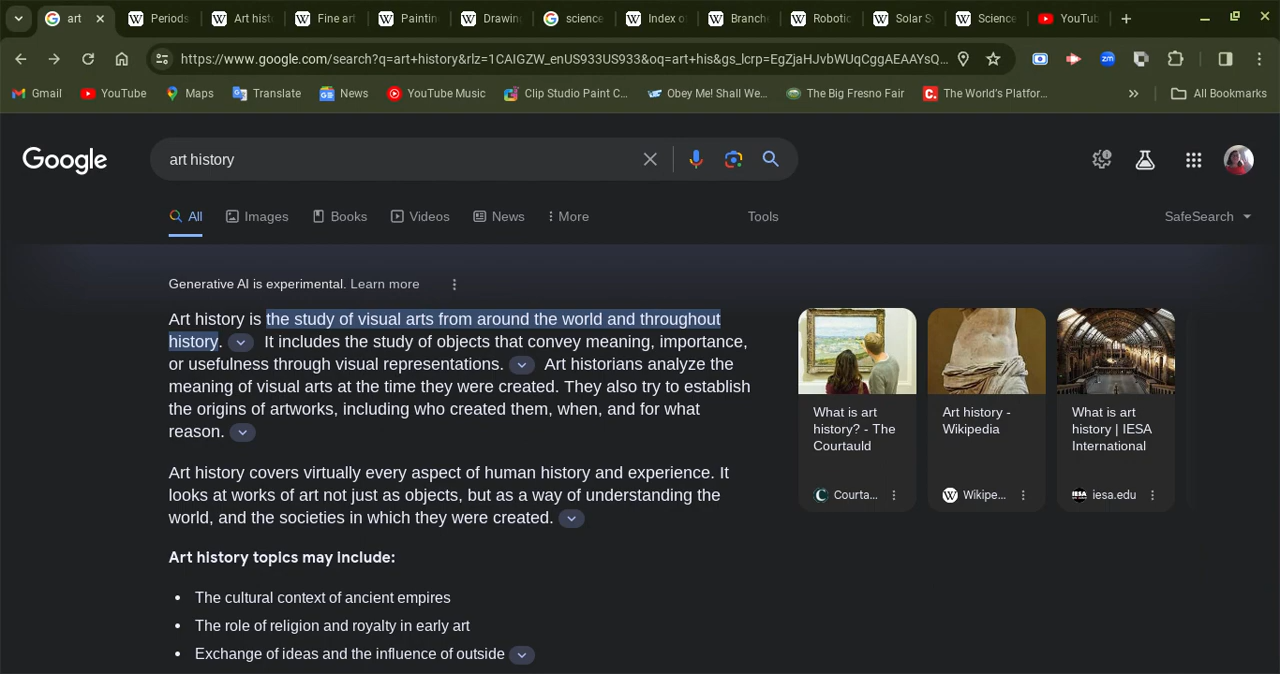 art
Periods
Art hist
Fine art
Paintin
Drawing
science
Index o
Branche
Robotic
Solar S
Science
YouTub
https://www.google.com/search?q=art+history&rlz=1CAIGZW_enUS933US933&oq=art+his&gs_lcrp=EgZjaHJvbWUqCggAEAAYsQ...
Gmail
YouTube
Maps
Translate
News
YouTube Music
Clip Studio Paint C...
Obey Me! Shall We...
The Big Fresno Fair
The World's Platfor...
All Bookmarks
Google
art history
All
Images
Books
Videos
News
More
Tools
SafeSearch
Generative AI is experimental. Learn more
Art history is the study of visual arts from around the world and throughout
history. It includes the study of objects that convey meaning, importance,
or usefulness through visual representations. Art historians analyze the
meaning of visual arts at the time they were created. They also try to establish
the origins of artworks, including who created them, when, and for what
reason.
Art history covers virtually every aspect of human history and experience. It
looks at works of art not just as objects, but as a way of understanding the
world, and the societies in which they were created.
Art history topics may include:
• The cultural context of ancient empires
• The role of religion and royalty in early art
• Exchange of ideas and the influence of outside
What is art
history? - The
Courtauld
Courta...
Art history -
Wikipedia
Wikipe...
What is art
history | IESA
International
iesa.edu